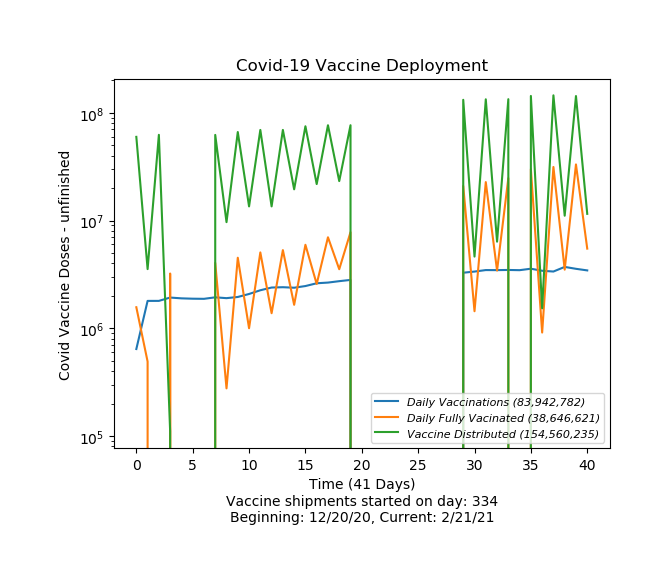 Covid-19 Vaccine Deployment
Covid Vaccine Doses - unfinished
10⁸
10⁷
10⁶
10⁵
Daily Vaccinations (83,942,782)
Daily Fully Vacinated (38,646,621)
Vaccine Distributed (154,560,235)
0 5 10 15 20 25 30 35 40
Time (41 Days)
Vaccine shipments started on day: 334
Beginning: 12/20/20, Current: 2/21/21